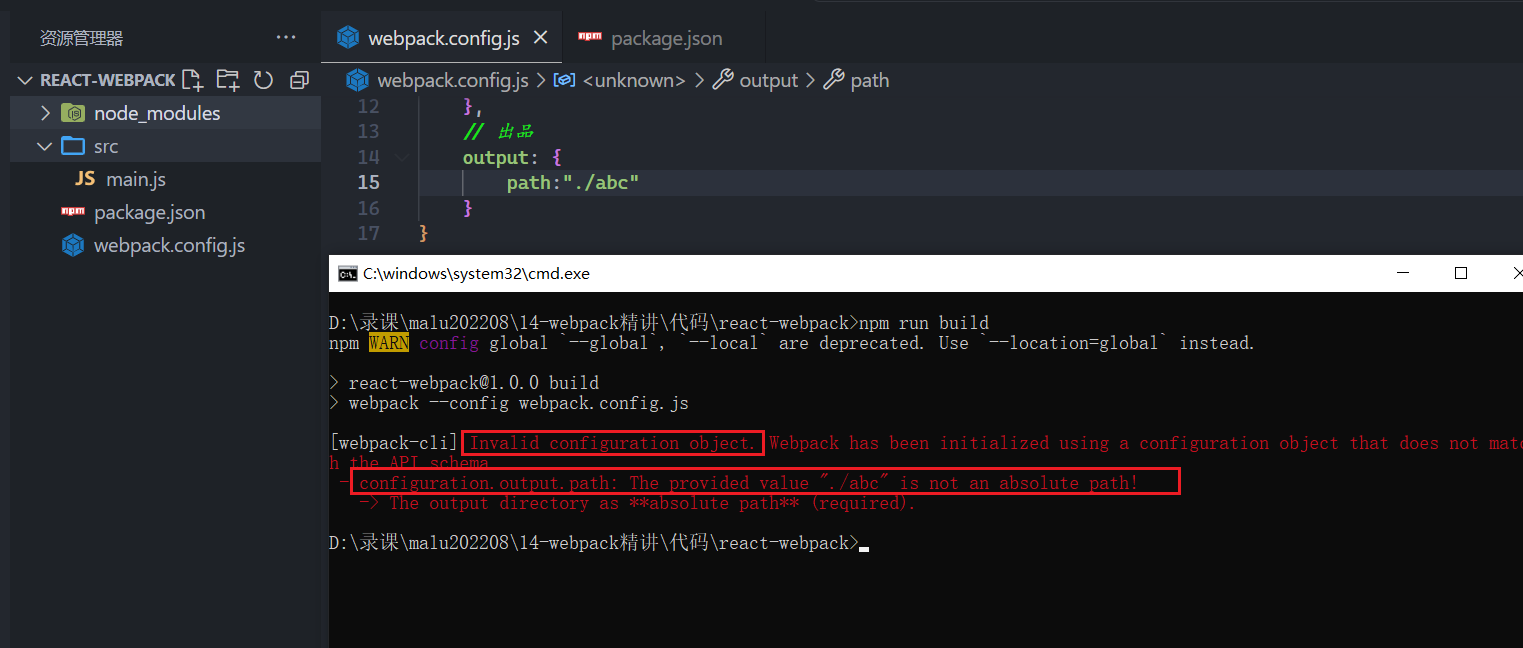 资源管理器 ···
webpack.config.js
npm package.json
REACT-WEBPACK
webpack.config.js > <unknown> > output > path
node_modules
src
JS main.js
npm package.json
webpack.config.js
12 },
13 // 出品
14 output: {
15 path:"./abc"
16 }
17 }
C:\windows\system32\cmd.exe
D:\录课\malu202208\14-webpack精讲\代码\react-webpack>npm run build
npm WARN config global `--global`, `--local` are deprecated. Use `--location=global` instead.
> react-webpack@1.0.0 build
> webpack --config webpack.config.js
[webpack-cli] Invalid configuration object. Webpack has been initialized using a configuration object that does not matc
h the API schema.
- configuration.output.path: The provided value "./abc" is not an absolute path!
-> The output directory as **absolute path** (required).
D:\录课\malu202208\14-webpack精讲\代码\react-webpack>